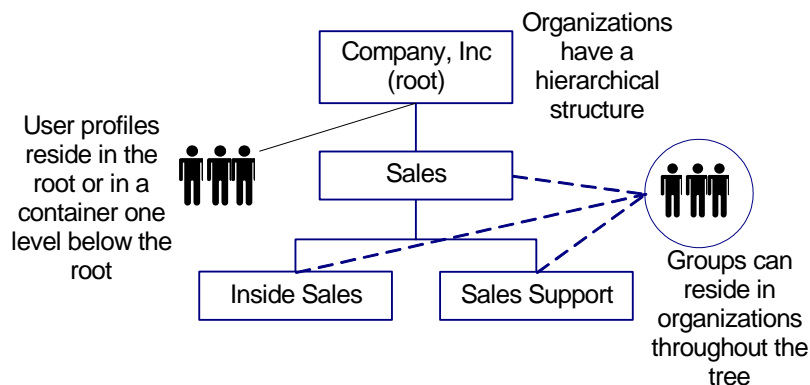 Company, Inc
(root)
Organizations
have a
hierarchical
structure
User profiles
reside in the
root or in a
container one
level below the
root
Sales
Inside Sales
Sales Support
Groups can
reside in
organizations
throughout the
tree